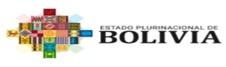 ESTADO PLURINACIONAL DE
BOLIVIA